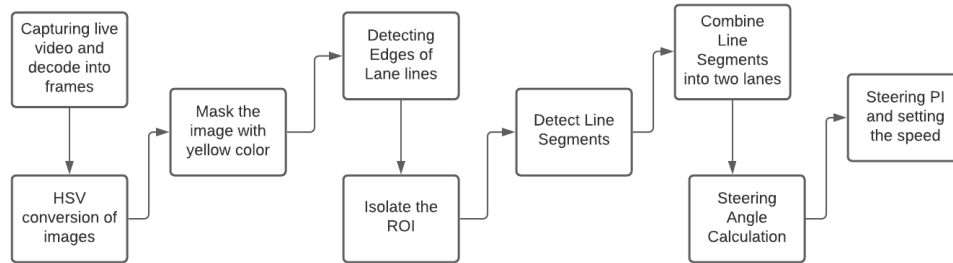 Capturing live
video and
decode into
frames
HSV
conversion of
images
Mask the
image with
yellow color
Detecting
Edges of
Lane lines
Isolate the
ROI
Detect Line
Segments
Combine
Line
Segments
into two lanes
Steering
Angle
Calculation
Steering PI
and setting
the speed